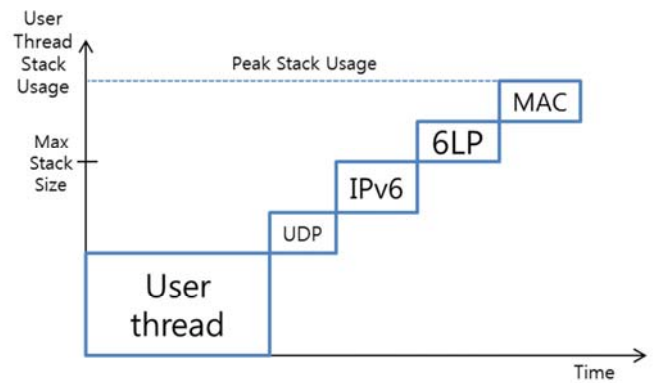 User
Thread
Stack
Usage
Peak Stack Usage
MAC
Max
Stack
Size
6LP
IPv6
UDP
User
thread
Time